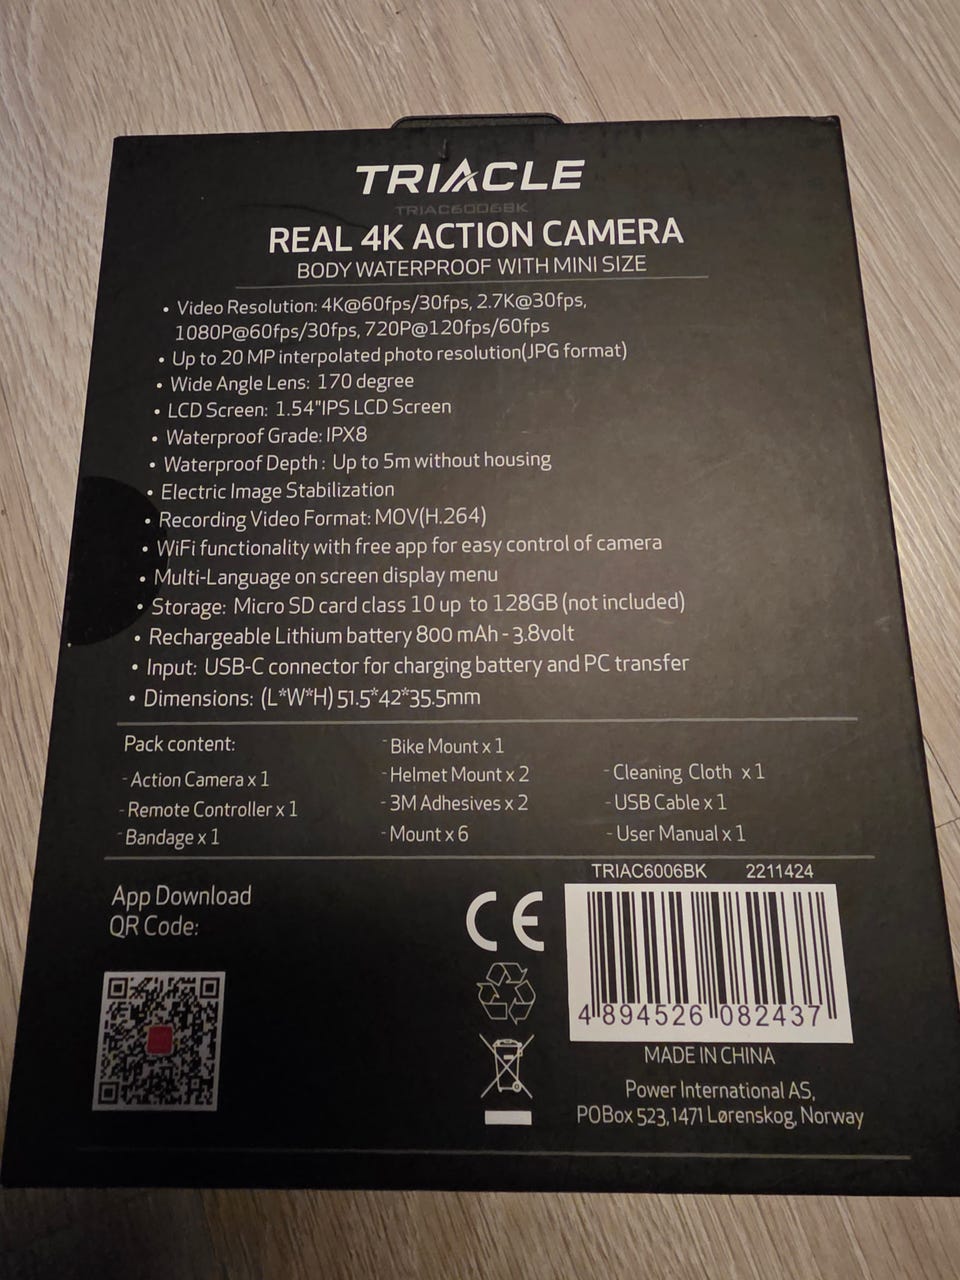 TRIACLE
TRIAC6006BK
REAL 4K ACTION CAMERA
BODY WATERPROOF WITH MINI SIZE
• Video Resolution: 4K@60fps/30fps, 2.7K@30fps,
1080P@60fps/30fps, 720P@120fps/60fps
• Up to 20 MP interpolated photo resolution(JPG format)
• Wide Angle Lens: 170 degree
• LCD Screen: 1.54"IPS LCD Screen
• Waterproof Grade: IPX8
• Waterproof Depth: Up to 5m without housing
• Electric Image Stabilization
• Recording Video Format: MOV(H.264)
• WiFi functionality with free app for easy control of camera
• Multi-Language on screen display menu
• Storage: Micro SD card class 10 up to 128GB (not included)
• Rechargeable Lithium battery 800 mAh - 3.8volt
• Input: USB-C connector for charging battery and PC transfer
• Dimensions: (L*W*H) 51.5*42*35.5mm
Pack content:
- Action Camera x 1
- Remote Controller x 1
- Bandage x 1
- Bike Mount x 1
- Helmet Mount x 2
- 3M Adhesives x 2
- Mount x 6
- Cleaning Cloth x 1
- USB Cable x 1
- User Manual x 1
App Download
QR Code:
CE
TRIAC6006BK 2211424
4 894526 082437
MADE IN CHINA
Power International AS,
POBox 523, 1471 Lørenskog, Norway